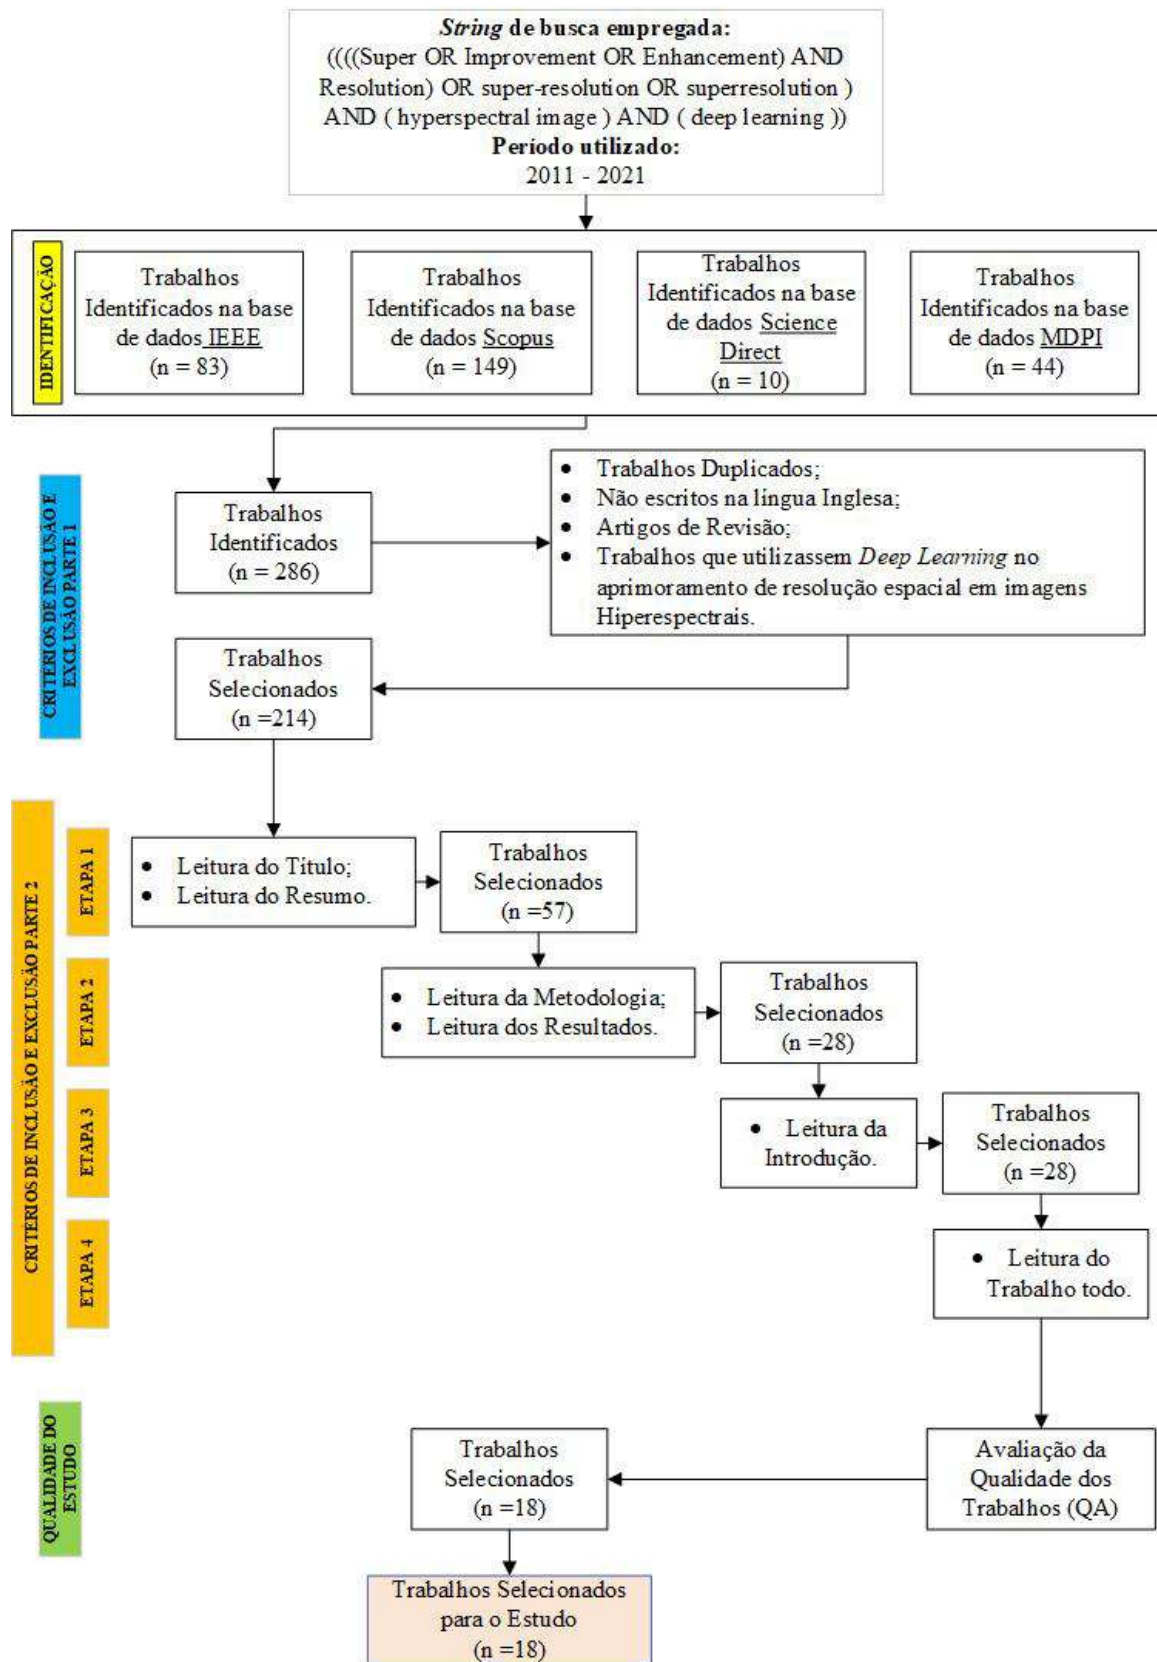 String de busca empregada:
((((Super OR Improvement OR Enhancement) AND
Resolution) OR super-resolution OR superresolution )
AND ( hyperspectral image ) AND ( deep learning ))
Período utilizado:
2011 - 2021
IDENTIFICAÇÃO
Trabalhos
Identificados na base
de dados IEEE
(n = 83)
Trabalhos
Identificados na base
de dados Scopus
(n = 149)
Trabalhos
Identificados na base
de dados Science
Direct
(n = 10)
Trabalhos
Identificados na base
de dados MDPI
(n = 44)
CRITÉRIOS DE INCLUSÃO E
EXCLUSÃO PARTE 1
Trabalhos
Identificados
(n = 286)
• Trabalhos Duplicados;
• Não escritos na língua Inglesa;
• Artigos de Revisão;
• Trabalhos que utilizassem Deep Learning no
aprimoramento de resolução espacial em imagens
Hiperespectrais.
Trabalhos
Selecionados
(n =214)
CRITÉRIOS DE INCLUSÃO E EXCLUSÃO PARTE 2
ETAPA 1
• Leitura do Título;
• Leitura do Resumo.
Trabalhos
Selecionados
(n =57)
ETAPA 2
• Leitura da Metodologia;
• Leitura dos Resultados.
Trabalhos
Selecionados
(n =28)
ETAPA 3
• Leitura da
Introdução.
Trabalhos
Selecionados
(n =28)
ETAPA 4
• Leitura do
Trabalho todo.
QUALIDADE DO
ESTUDO
Trabalhos
Selecionados
(n =18)
Avaliação da
Qualidade dos
Trabalhos (QA)
Trabalhos Selecionados
para o Estudo
(n =18)